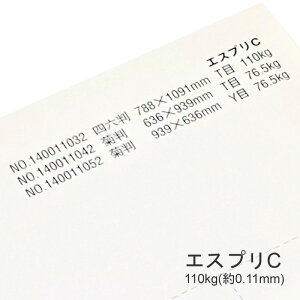 エスプリC
NO.140011032 四六判 788×1091mm T目 110kg
NO.140011042 菊判 636×939mm T目 76.5kg
NO.140011052 菊判 939×636mm Y目 76.5kg
エスプリC
110kg(約0.11mm)